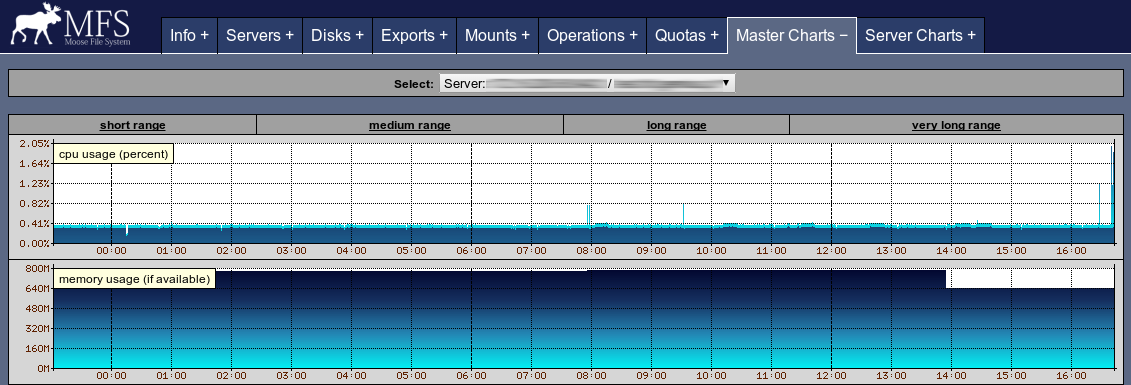 MFS
Moose File System
Info + Servers + Disks + Exports + Mounts + Operations + Quotas + Master Charts − Server Charts +
Select: Server: / ▼
short range medium range long range very long range
cpu usage (percent)
2.05%
1.64%
1.23%
0.82%
0.41%
0.00%
00:00 01:00 02:00 03:00 04:00 05:00 06:00 07:00 08:00 09:00 10:00 11:00 12:00 13:00 14:00 15:00 16:00
memory usage (if available)
800M
640M
480M
320M
160M
0M
00:00 01:00 02:00 03:00 04:00 05:00 06:00 07:00 08:00 09:00 10:00 11:00 12:00 13:00 14:00 15:00 16:00